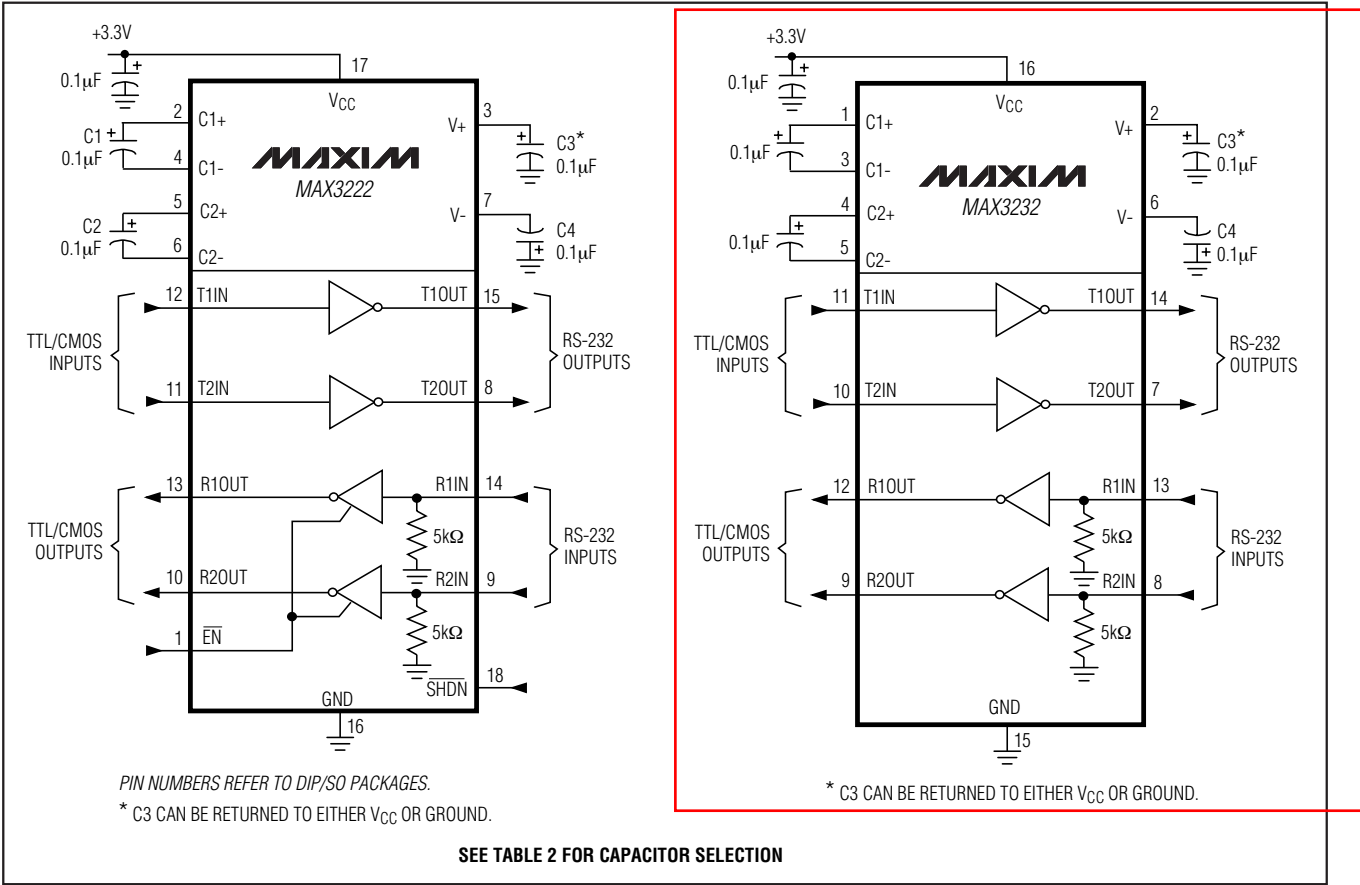 +3.3V
17
0.1µF
+
VCC
2
C1+
C1
+
0.1µF
4
C1-
5
C2+
C2
+
0.1µF
6
C2-
MAXIM
MAX3222
3
V+
+
C3*
0.1µF
7
V-
C4
+
0.1µF
TTL/CMOS
INPUTS
12
T1IN
T1OUT
15
11
T2IN
T2OUT
8
RS-232
OUTPUTS
TTL/CMOS
OUTPUTS
13
R1OUT
R1IN
14
5kΩ
10
R2OUT
R2IN
9
5kΩ
RS-232
INPUTS
1
EN
SHDN
18
GND
16
PIN NUMBERS REFER TO DIP/SO PACKAGES.
* C3 CAN BE RETURNED TO EITHER VCC OR GROUND.
+3.3V
16
0.1µF
+
VCC
1
C1+
+
0.1µF
3
C1-
4
C2+
+
0.1µF
5
C2-
MAXIM
MAX3232
2
V+
+
C3*
0.1µF
6
V-
C4
+
0.1µF
TTL/CMOS
INPUTS
11
T1IN
T1OUT
14
10
T2IN
T2OUT
7
RS-232
OUTPUTS
TTL/CMOS
OUTPUTS
12
R1OUT
R1IN
13
5kΩ
9
R2OUT
R2IN
8
5kΩ
RS-232
INPUTS
GND
15
* C3 CAN BE RETURNED TO EITHER VCC OR GROUND.
SEE TABLE 2 FOR CAPACITOR SELECTION